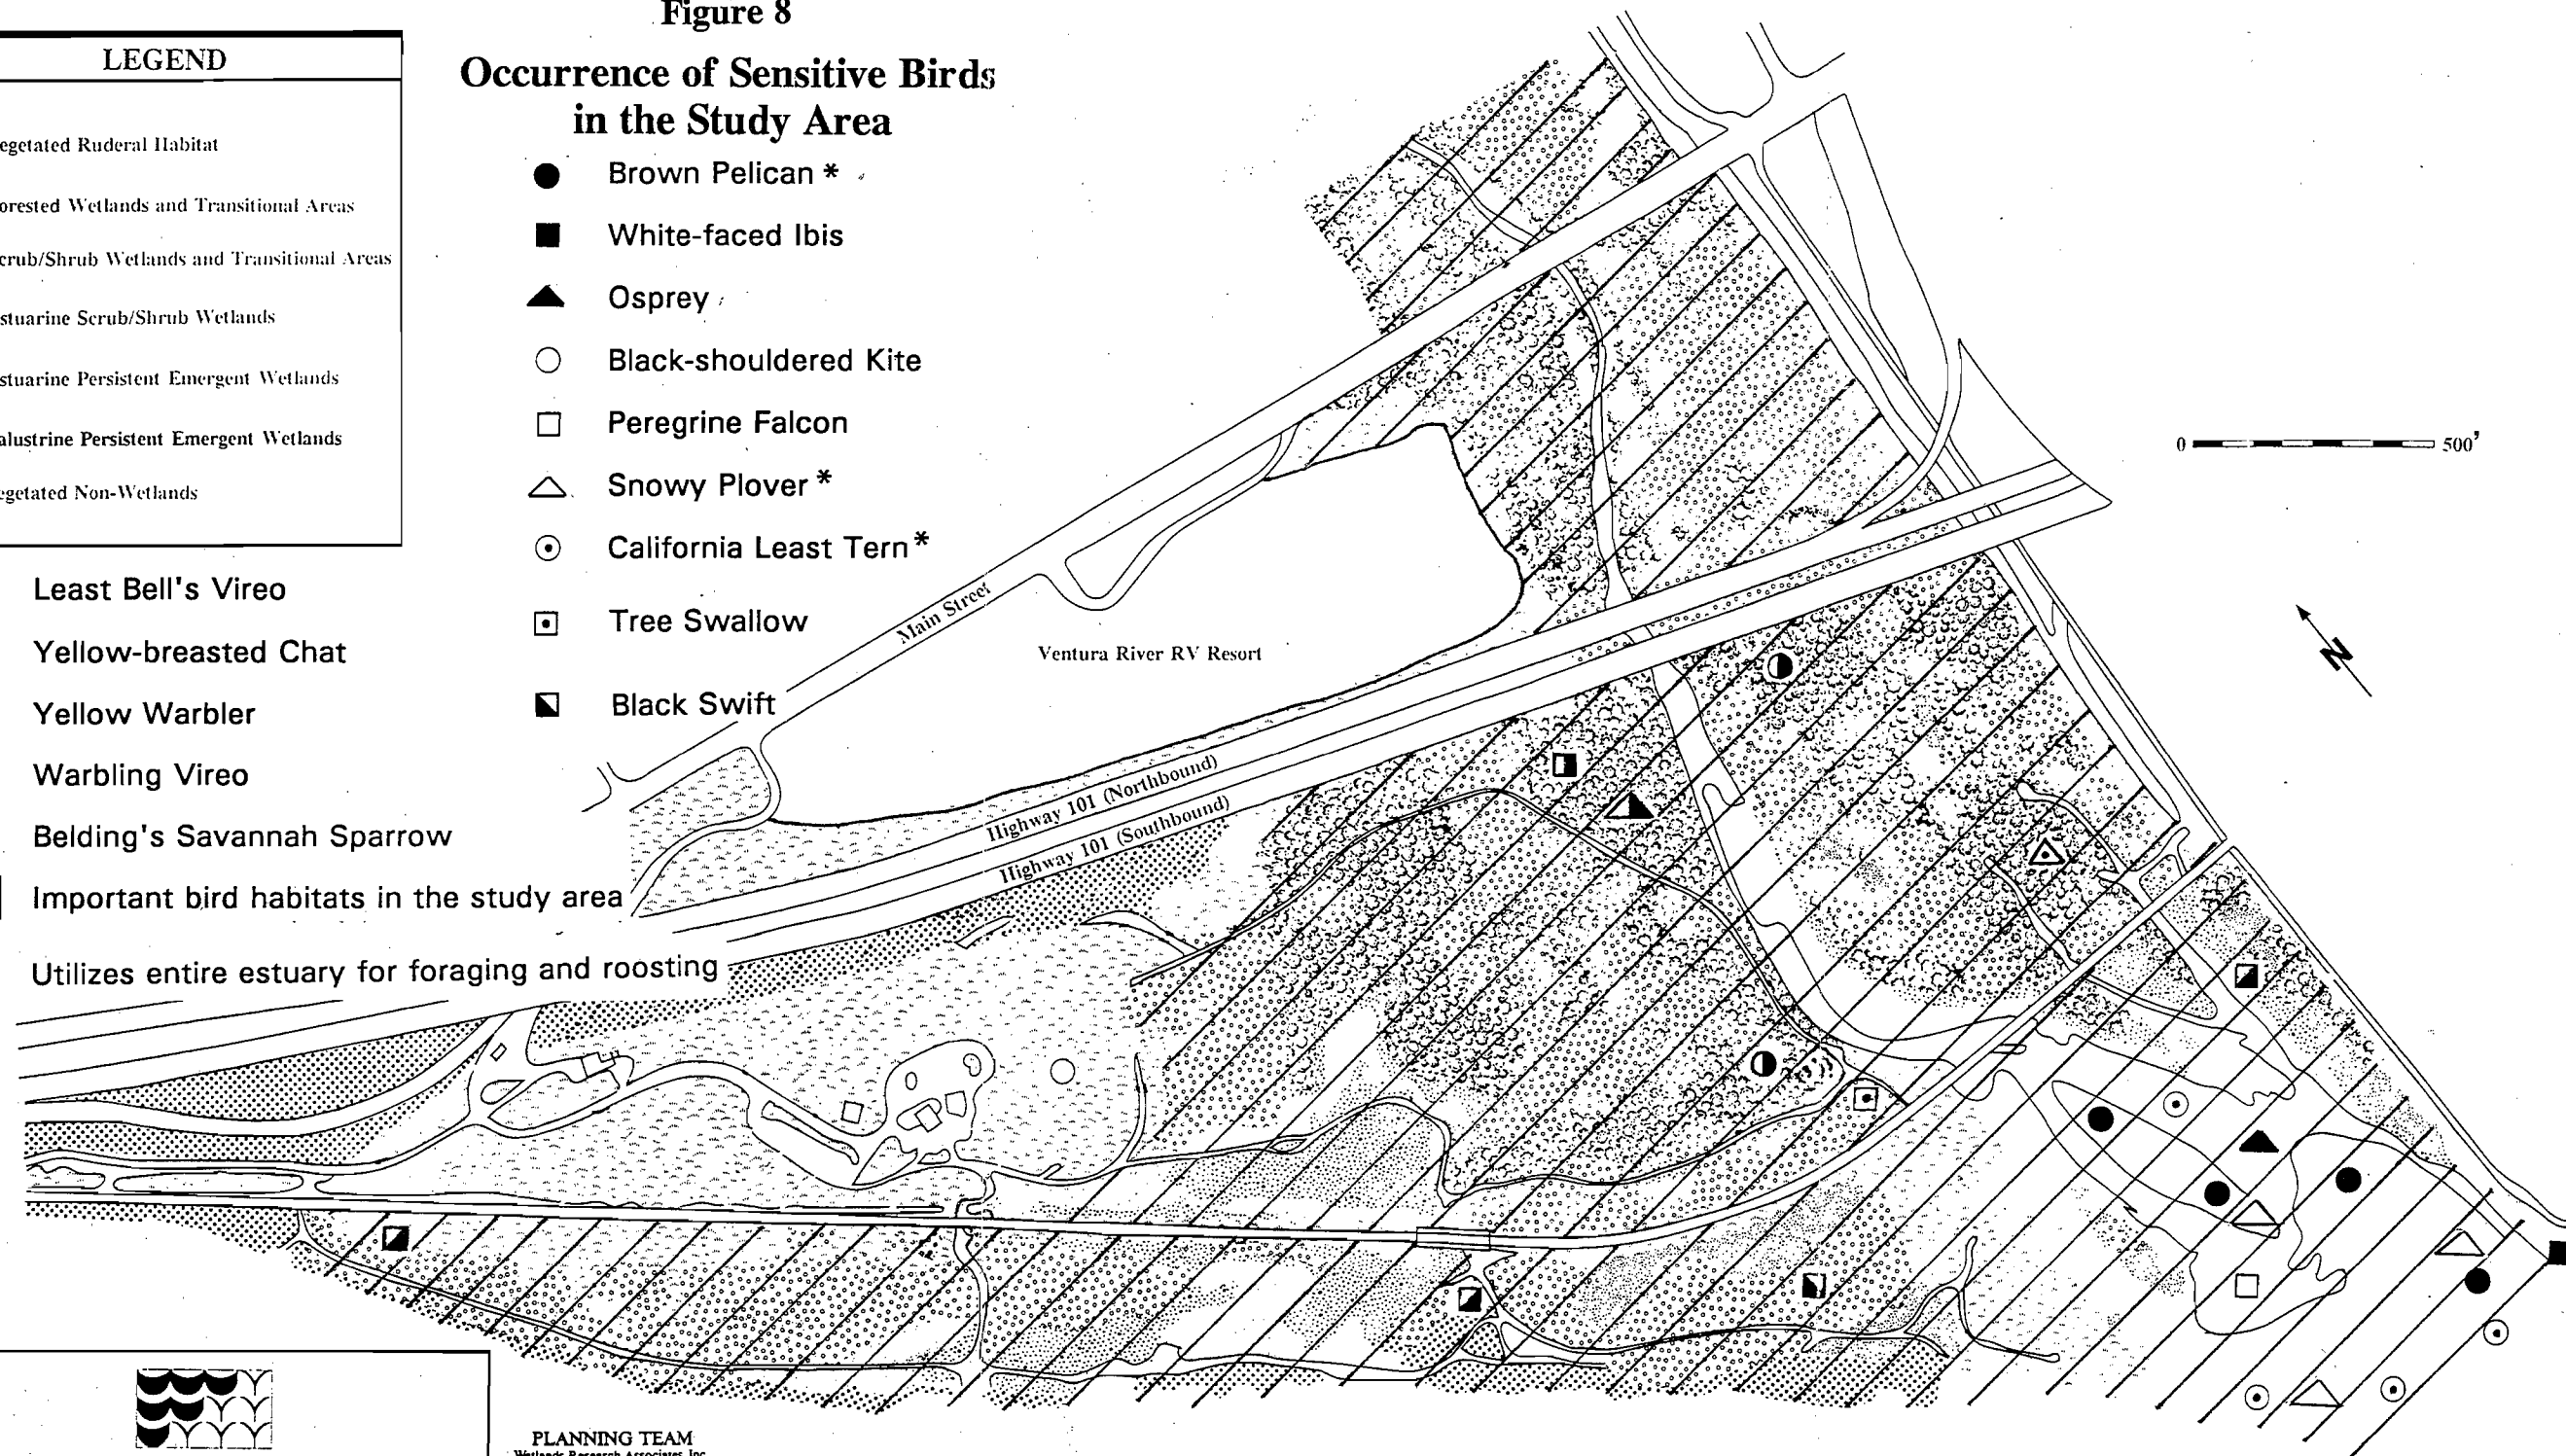 Figure 8
Occurrence of Sensitive Birds
in the Study Area
LEGEND
egetated Ruderal Habitat
orested Wetlands and Transitional Areas
crub/Shrub Wetlands and Transitional Areas
stuarine Scrub/Shrub Wetlands
stuarine Persistent Emergent Wetlands
alustrine Persistent Emergent Wetlands
egetated Non-Wetlands
Brown Pelican *
White-faced Ibis
Osprey
Black-shouldered Kite
Peregrine Falcon
Snowy Plover *
California Least Tern *
Tree Swallow
Black Swift
Least Bell's Vireo
Yellow-breasted Chat
Yellow Warbler
Warbling Vireo
Belding's Savannah Sparrow
Important bird habitats in the study area
Utilizes entire estuary for foraging and roosting
Main Street
Ventura River RV Resort
Highway 101 (Northbound)
Highway 101 (Southbound)
0 500'
N
PLANNING TEAM
Wetlands Research Associates, Inc.